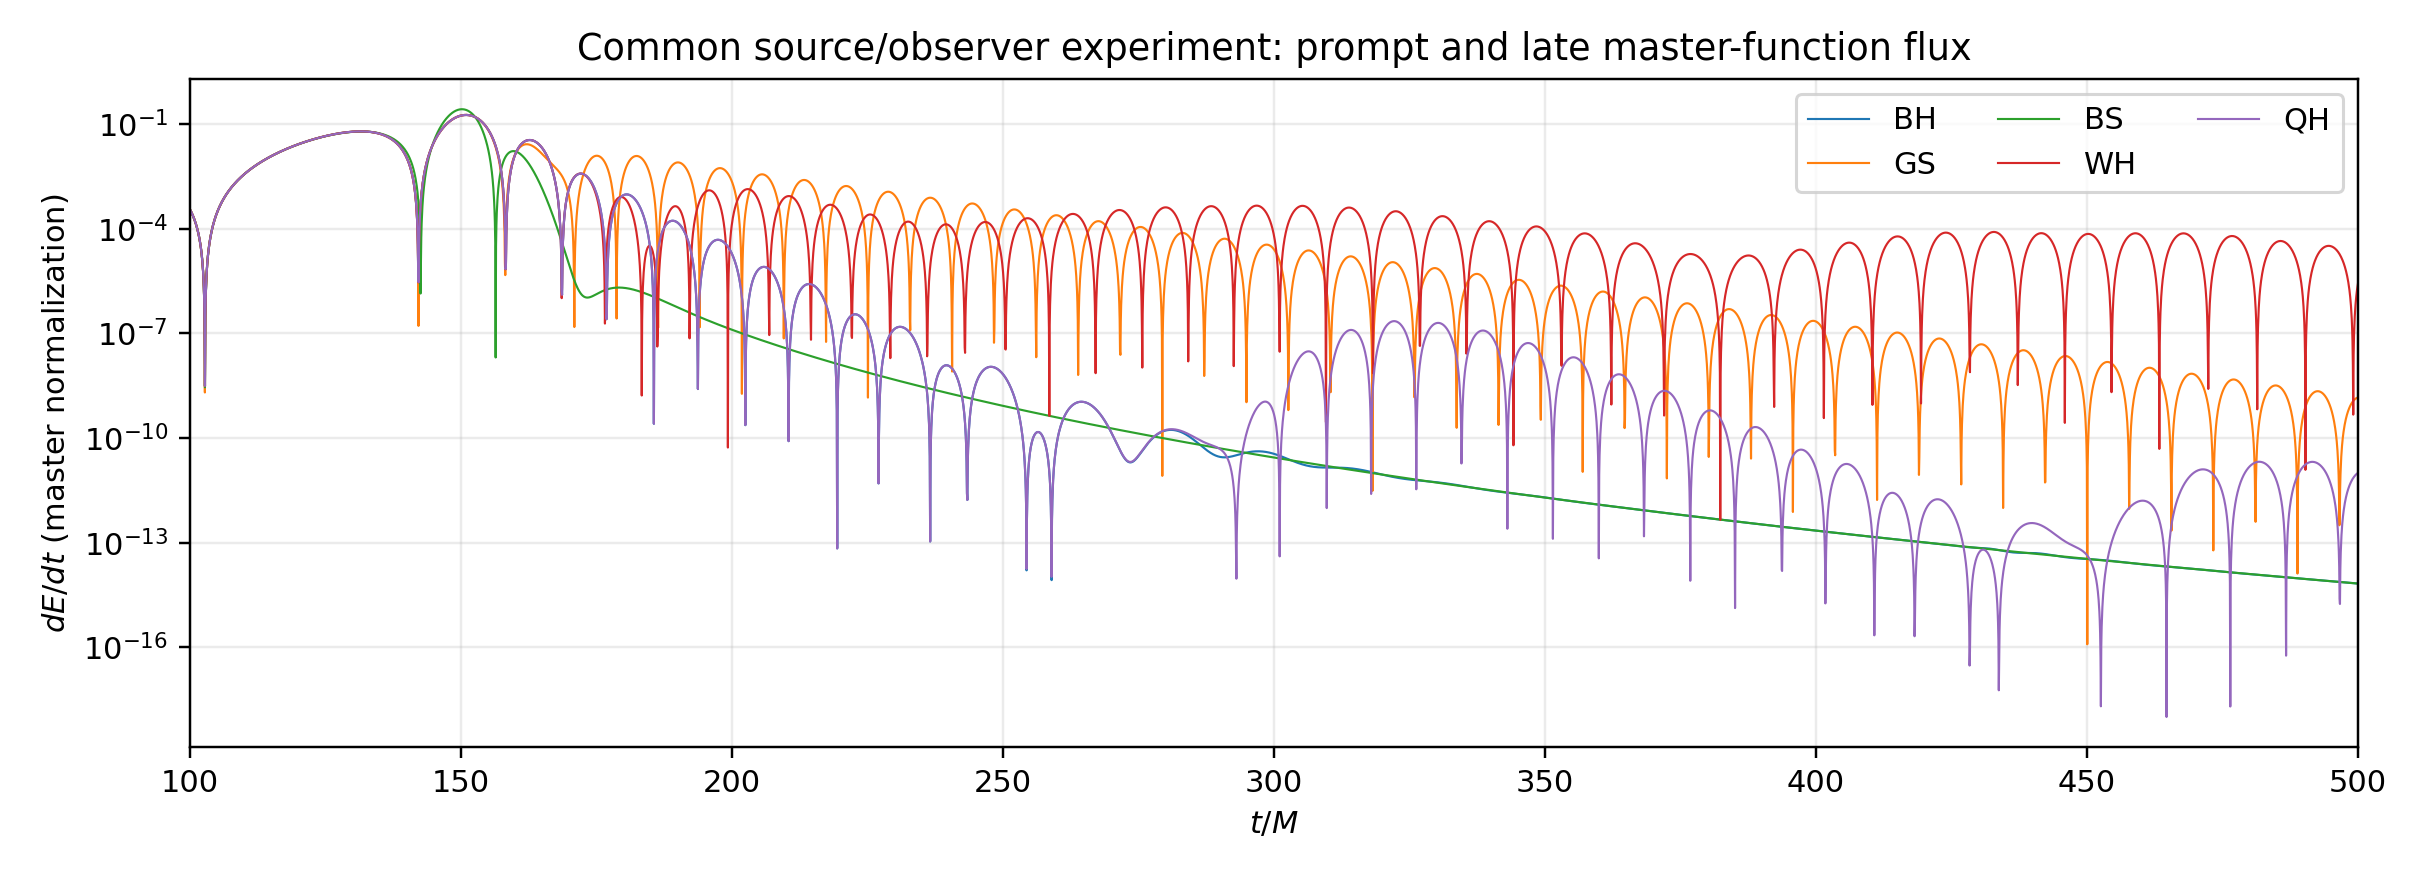 Common source/observer experiment: prompt and late master-function flux
dE/dt (master normalization)
10⁻¹
10⁻⁴
10⁻⁷
10⁻¹⁰
10⁻¹³
10⁻¹⁶
BH BS QH
GS WH
100 150 200 250 300 350 400 450 500
t/M